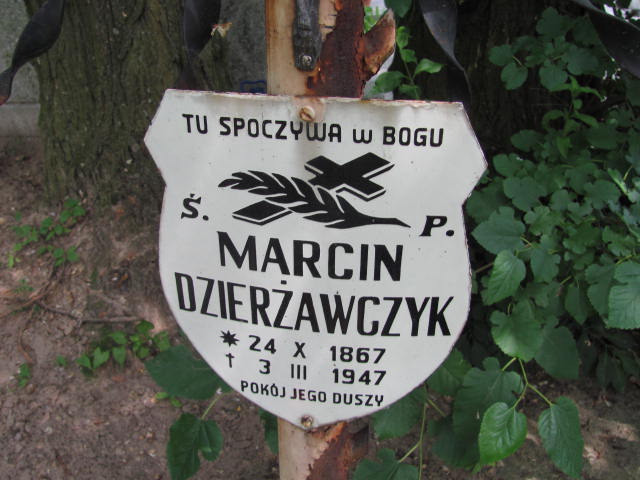 TU SPOCZYWA W BOGU
Ś. P.
MARCIN
DZIERŻAWCZYK
* 24 X 1867
† 3 III 1947
POKÓJ JEGO DUSZY